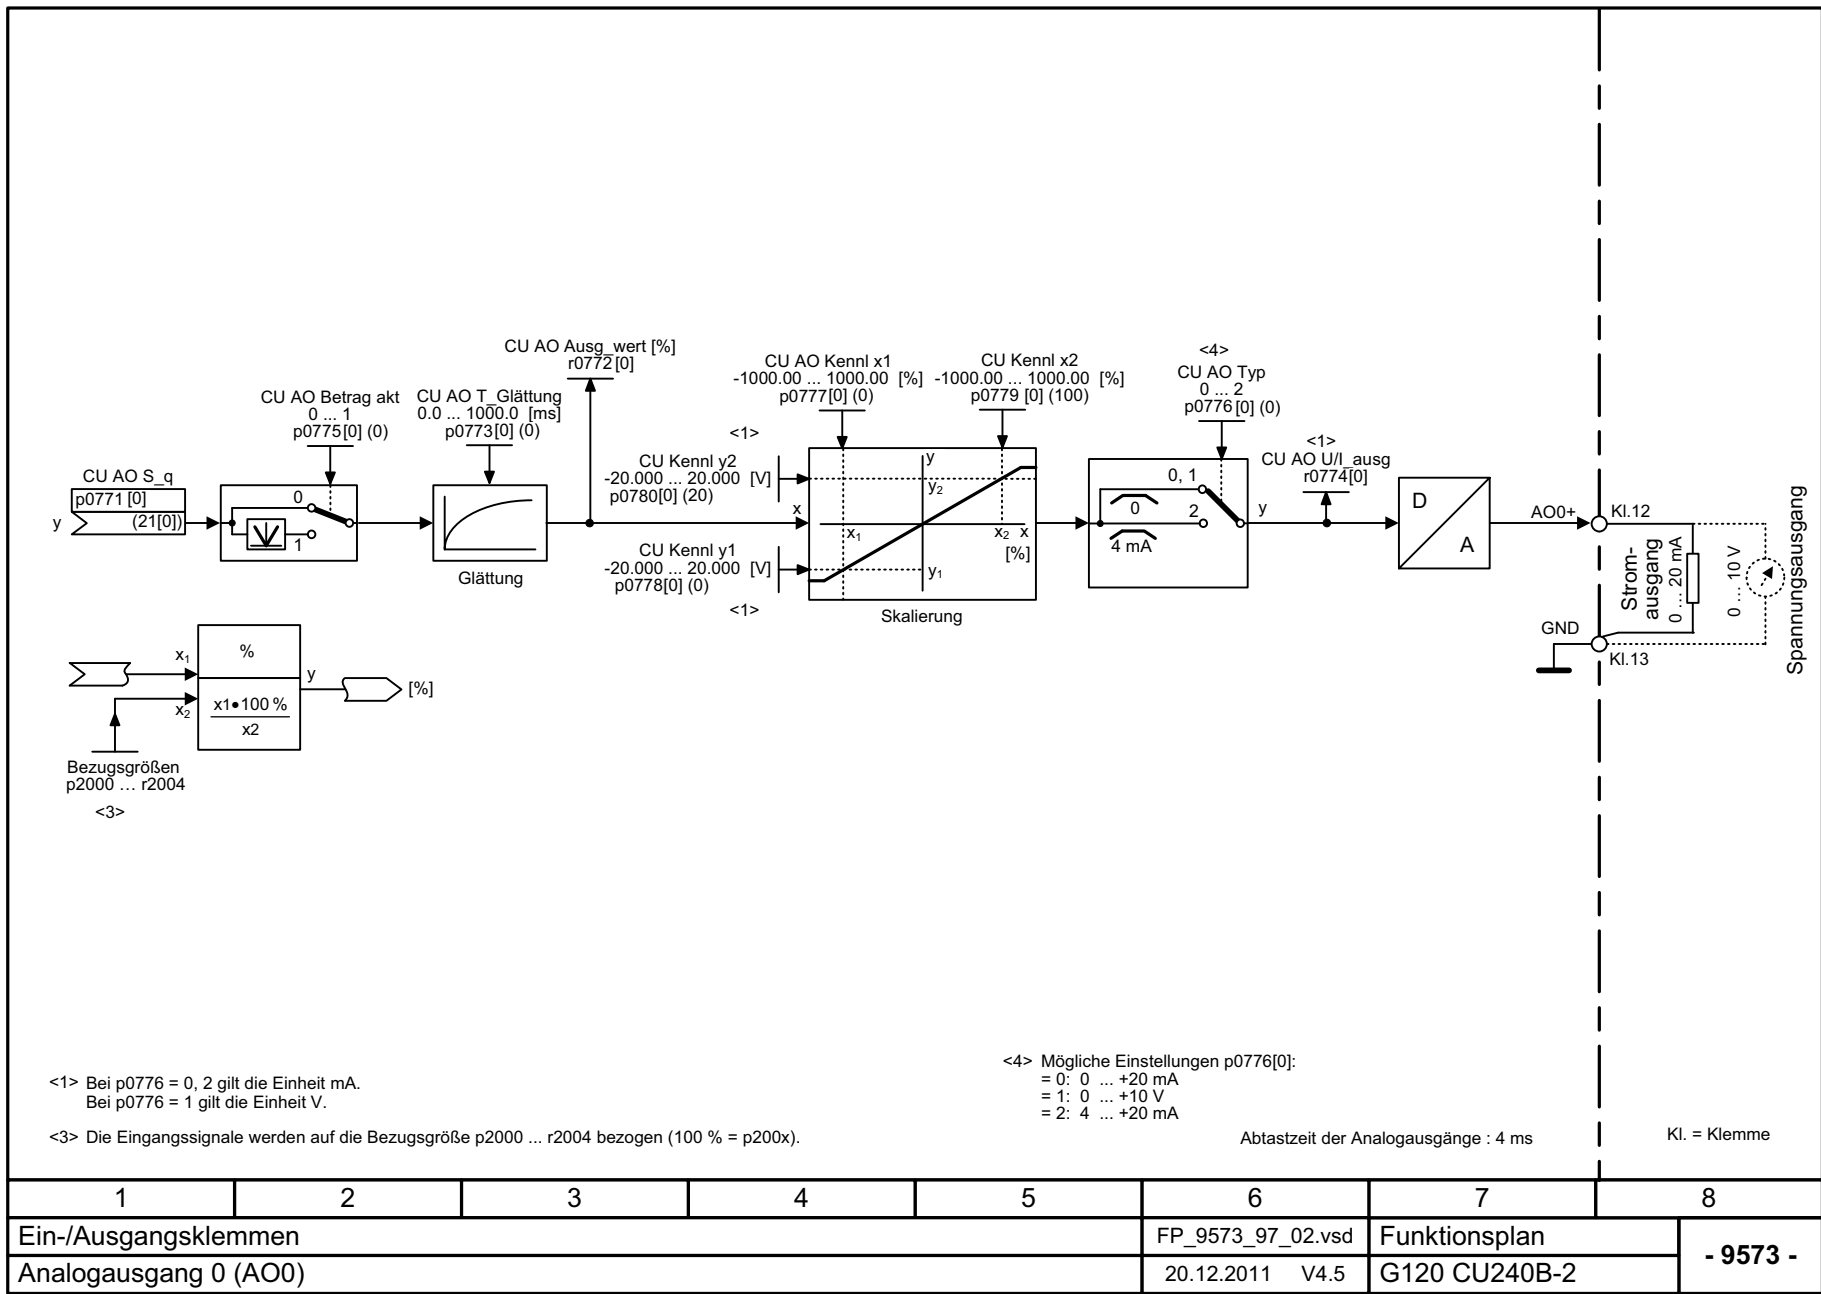 CU AO S_q
p0771 [0]
(21[0])
y
CU AO Betrag akt
0 ... 1
p0775[0] (0)
0
1
CU AO T_Glättung
0.0 ... 1000.0 [ms]
p0773[0] (0)
Glättung
CU AO Ausg_wert [%]
r0772[0]
<1>
CU Kennl y2
-20.000 ... 20.000 [V]
p0780[0] (20)
x
CU Kennl y1
-20.000 ... 20.000 [V]
p0778[0] (0)
<1>
CU AO Kennl x1
-1000.00 ... 1000.00 [%]
p0777[0] (0)
CU Kennl x2
-1000.00 ... 1000.00 [%]
p0779 [0] (100)
y
y2
x1
x2 x
[%]
y1
Skalierung
<4>
CU AO Typ
0 ... 2
p0776[0] (0)
0, 1
0
2
4 mA
y
<1>
CU AO U/I_ausg
r0774[0]
D
A
AO0+
Kl.12
GND
Kl.13
Strom-
ausgang
0 ... 20 mA
0 ... 10 V
Spannungsausgang
x1
x2
%
x1•100 %
x2
y
[%]
Bezugsgrößen
p2000 ... r2004
<3>
<1> Bei p0776 = 0, 2 gilt die Einheit mA.
Bei p0776 = 1 gilt die Einheit V.
<3> Die Eingangssignale werden auf die Bezugsgröße p2000 ... r2004 bezogen (100 % = p200x).
<4> Mögliche Einstellungen p0776[0]:
= 0: 0 ... +20 mA
= 1: 0 ... +10 V
= 2: 4 ... +20 mA
Abtastzeit der Analogausgänge : 4 ms
Kl. = Klemme
1 2 3 4 5 6 7 8
Ein-/Ausgangsklemmen
FP_9573_97_02.vsd
Funktionsplan
- 9573 -
Analogausgang 0 (AO0)
20.12.2011 V4.5
G120 CU240B-2